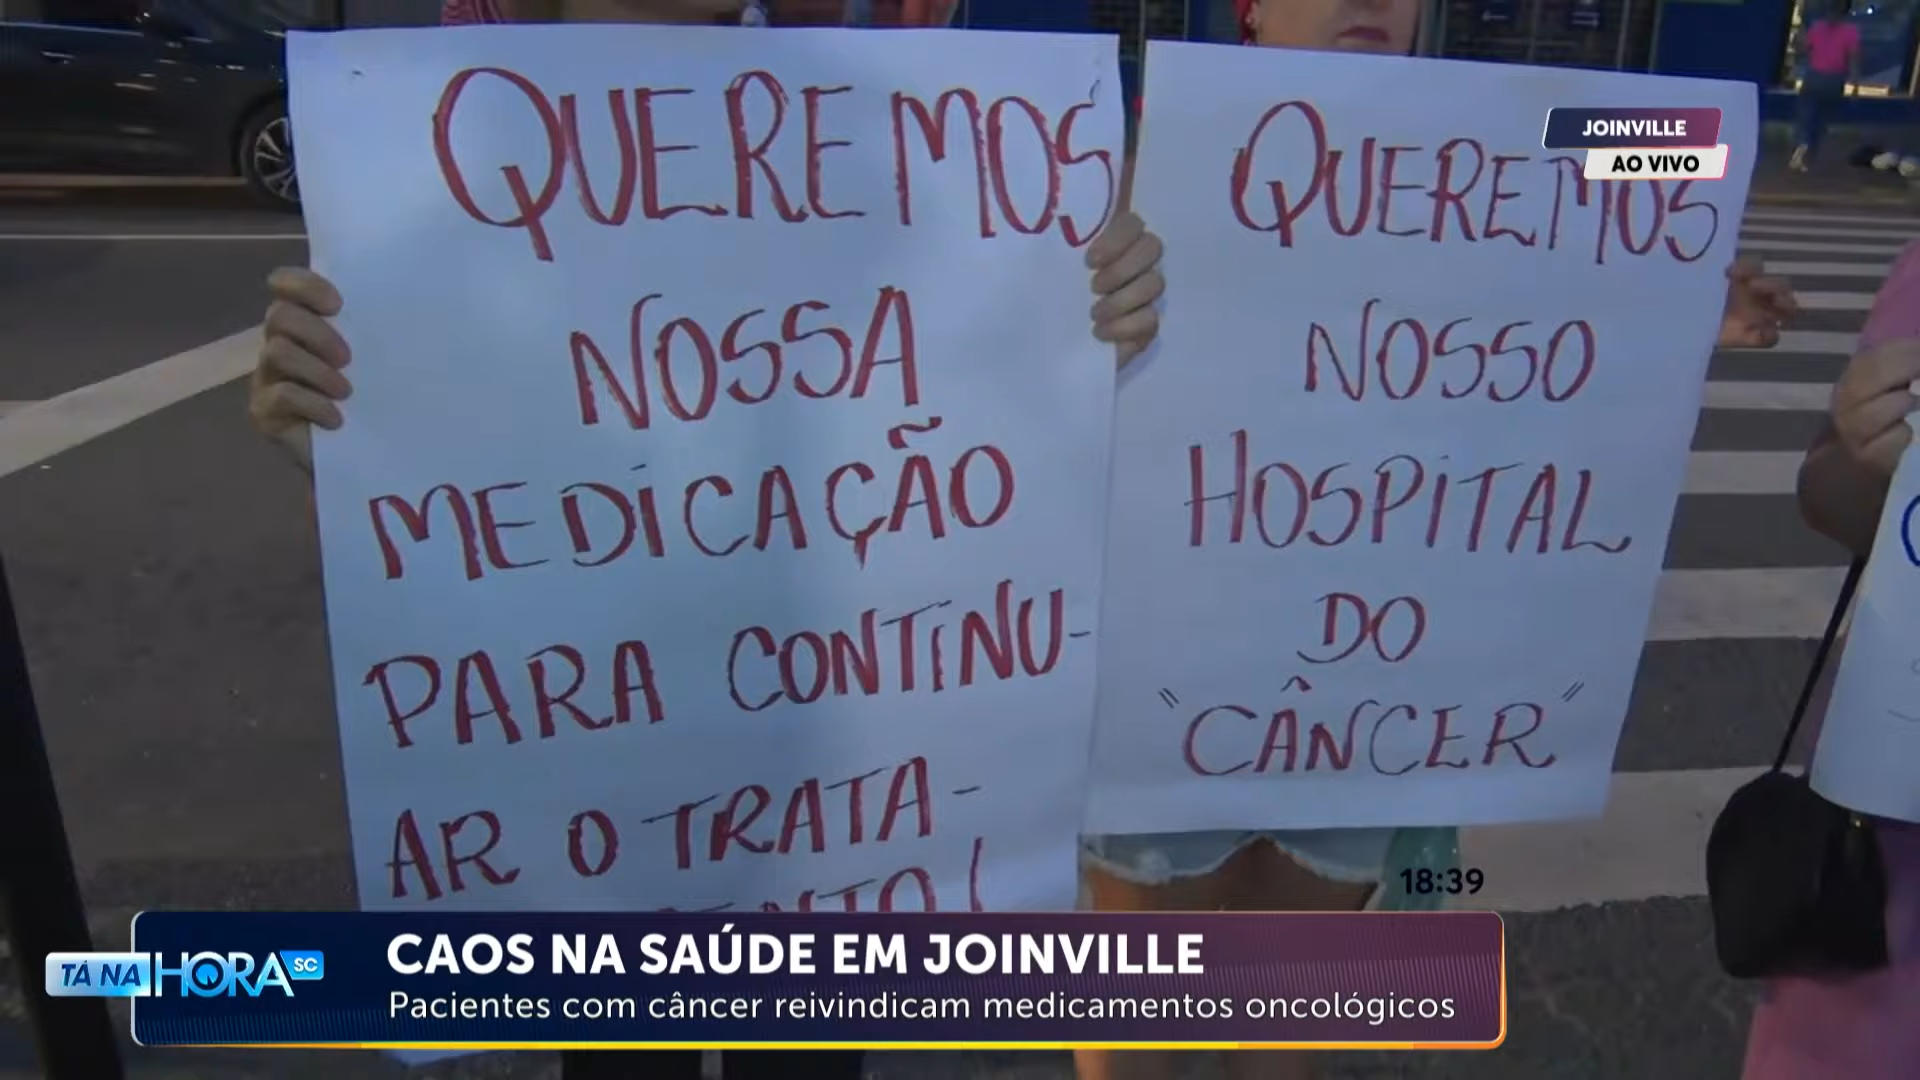 QUEREMOS
NOSSA
MEDICAÇÃO
PARA CONTINU-
AR O TRATA-
QUEREMOS
NOSSO
HOSPITAL
DO
"CÂNCER"
JOINVILLE
AO VIVO
18:39
TÁ NA HORA SC
CAOS NA SAÚDE EM JOINVILLE
Pacientes com câncer reivindicam medicamentos oncológicos